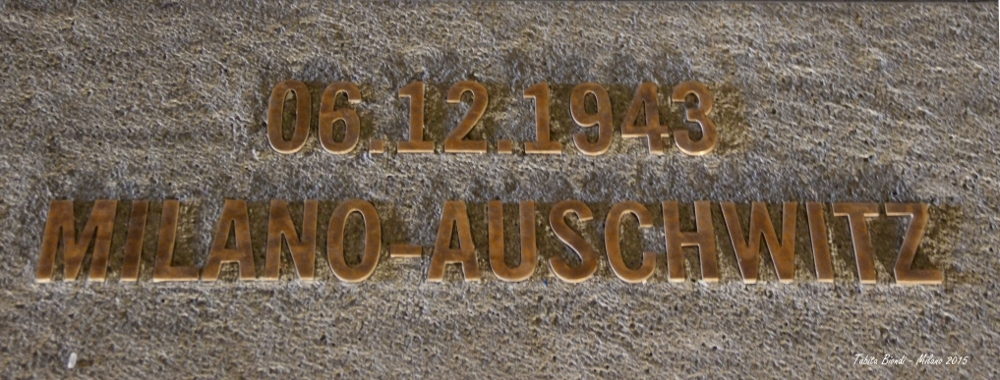 06.12.1943
MILANO-AUSCHWITZ
Tabita Biondi - Milano 2015